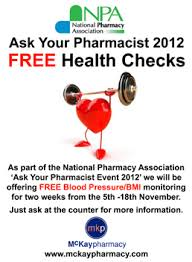 NPA
National Pharmacy
Association
Ask Your Pharmacist 2012
FREE Health Checks
As part of the National Pharmacy Association
'Ask Your Pharmacist Event 2012' we will be
offering FREE Blood Pressure/BMI monitoring
for two weeks from the 5th -18th November.
Just ask at the counter for more information.
mkp
McKaypharmacy
www.mckaypharmacy.com